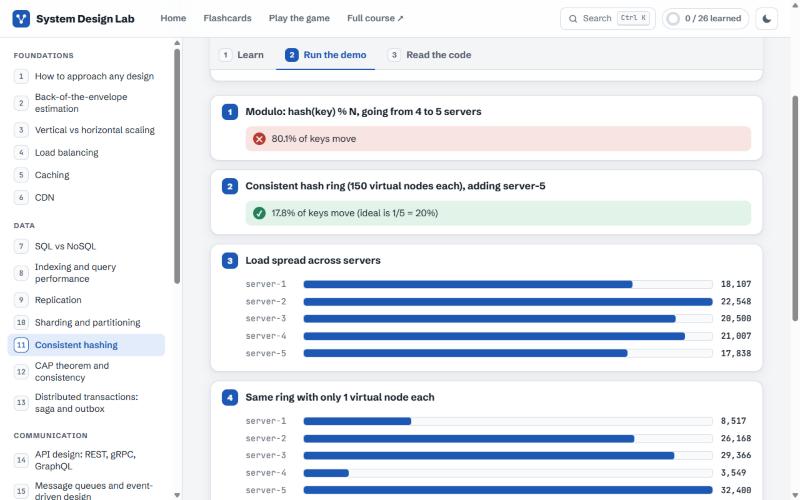 System Design Lab
Home
Flashcards
Play the game
Full course ↗
Search
Ctrl K
0 / 26 learned
FOUNDATIONS
1 How to approach any design
2 Back-of-the-envelope
estimation
3 Vertical vs horizontal scaling
4 Load balancing
5 Caching
6 CDN
DATA
7 SQL vs NoSQL
8 Indexing and query
performance
9 Replication
10 Sharding and partitioning
11 Consistent hashing
12 CAP theorem and
consistency
13 Distributed transactions:
saga and outbox
COMMUNICATION
14 API design: REST, gRPC,
GraphQL
15 Message queues and event-
driven design
1 Learn
2 Run the demo
3 Read the code
1 Modulo: hash(key) % N, going from 4 to 5 servers
80.1% of keys move
2 Consistent hash ring (150 virtual nodes each), adding server-5
17.8% of keys move (ideal is 1/5 = 20%)
3 Load spread across servers
server-1 18,107
server-2 22,548
server-3 20,500
server-4 21,007
server-5 17,838
4 Same ring with only 1 virtual node each
server-1 8,517
server-2 26,168
server-3 29,366
server-4 3,549
server-5 32,400